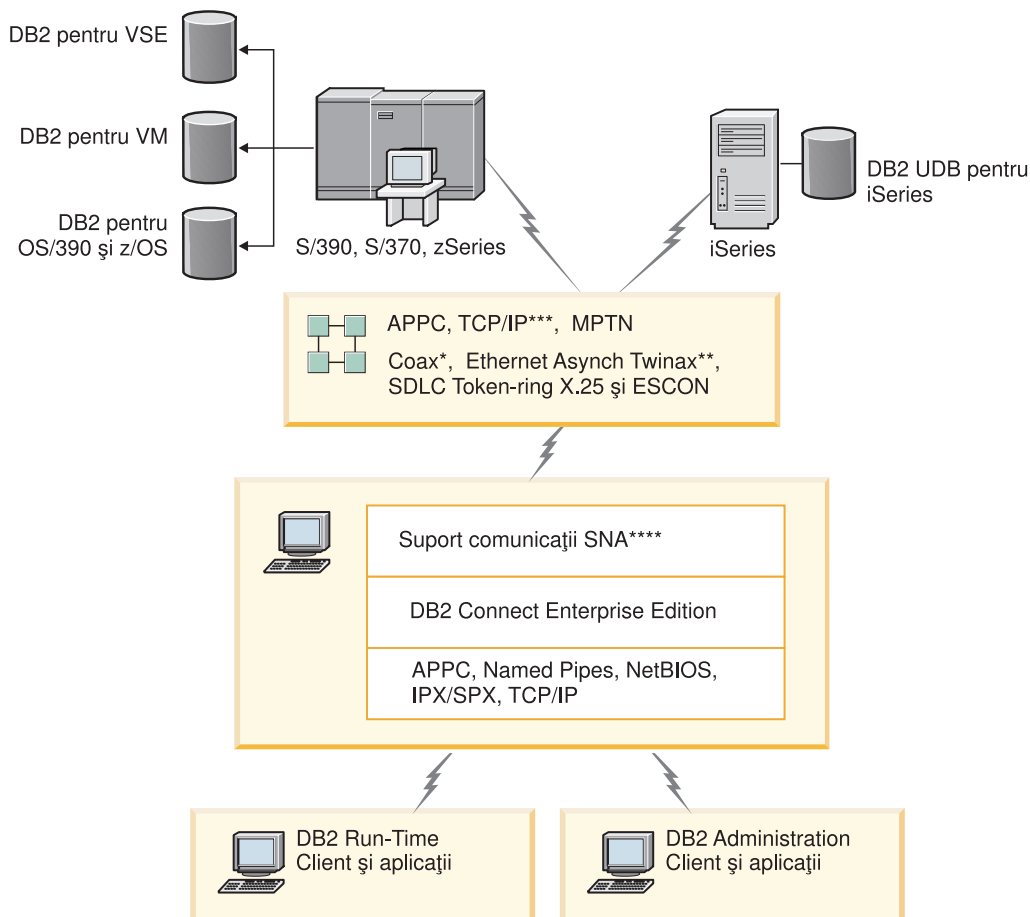 DB2 pentru VSE
DB2 pentru VM
DB2 pentru
OS/390 şi z/OS
S/390, S/370, zSeries
iSeries
DB2 UDB pentru
iSeries
APPC, TCP/IP***, MPTN
Coax*, Ethernet Asynch Twinax**,
SDLC Token-ring X.25 şi ESCON
Suport comunicaţii SNA****
DB2 Connect Enterprise Edition
APPC, Named Pipes, NetBIOS,
IPX/SPX, TCP/IP
DB2 Run-Time
Client şi aplicaţii
DB2 Administration
Client şi aplicaţii